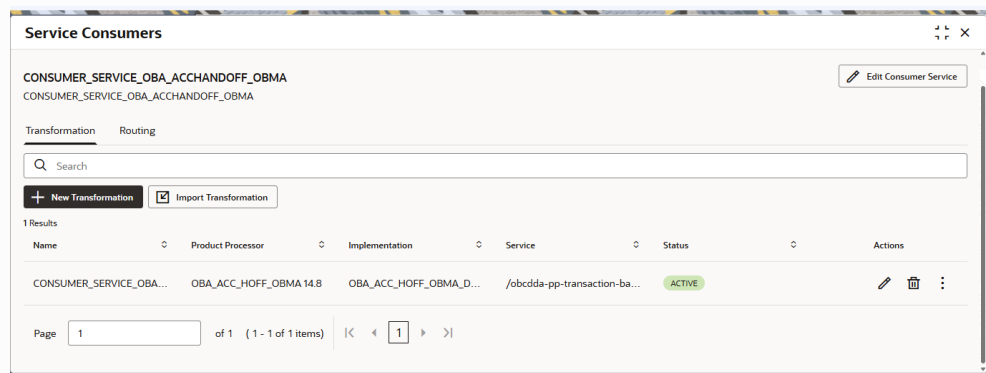 Service Consumers
CONSUMER_SERVICE_OBA_ACCHANDOFF_OBMA
Edit Consumer Service
CONSUMER_SERVICE_OBA_ACCHANDOFF_OBMA
Transformation Routing
Search
New Transformation Import Transformation
1 Results
Name Product Processor Implementation Service Status Actions
CONSUMER_SERVICE_OBA... OBA_ACC_HOFF_OBMA 14.8 OBA_ACC_HOFF_OBMA_D... /obcdda-pp-transaction-ba... ACTIVE
Page 1 of 1 (1 - 1 of 1 items) 1